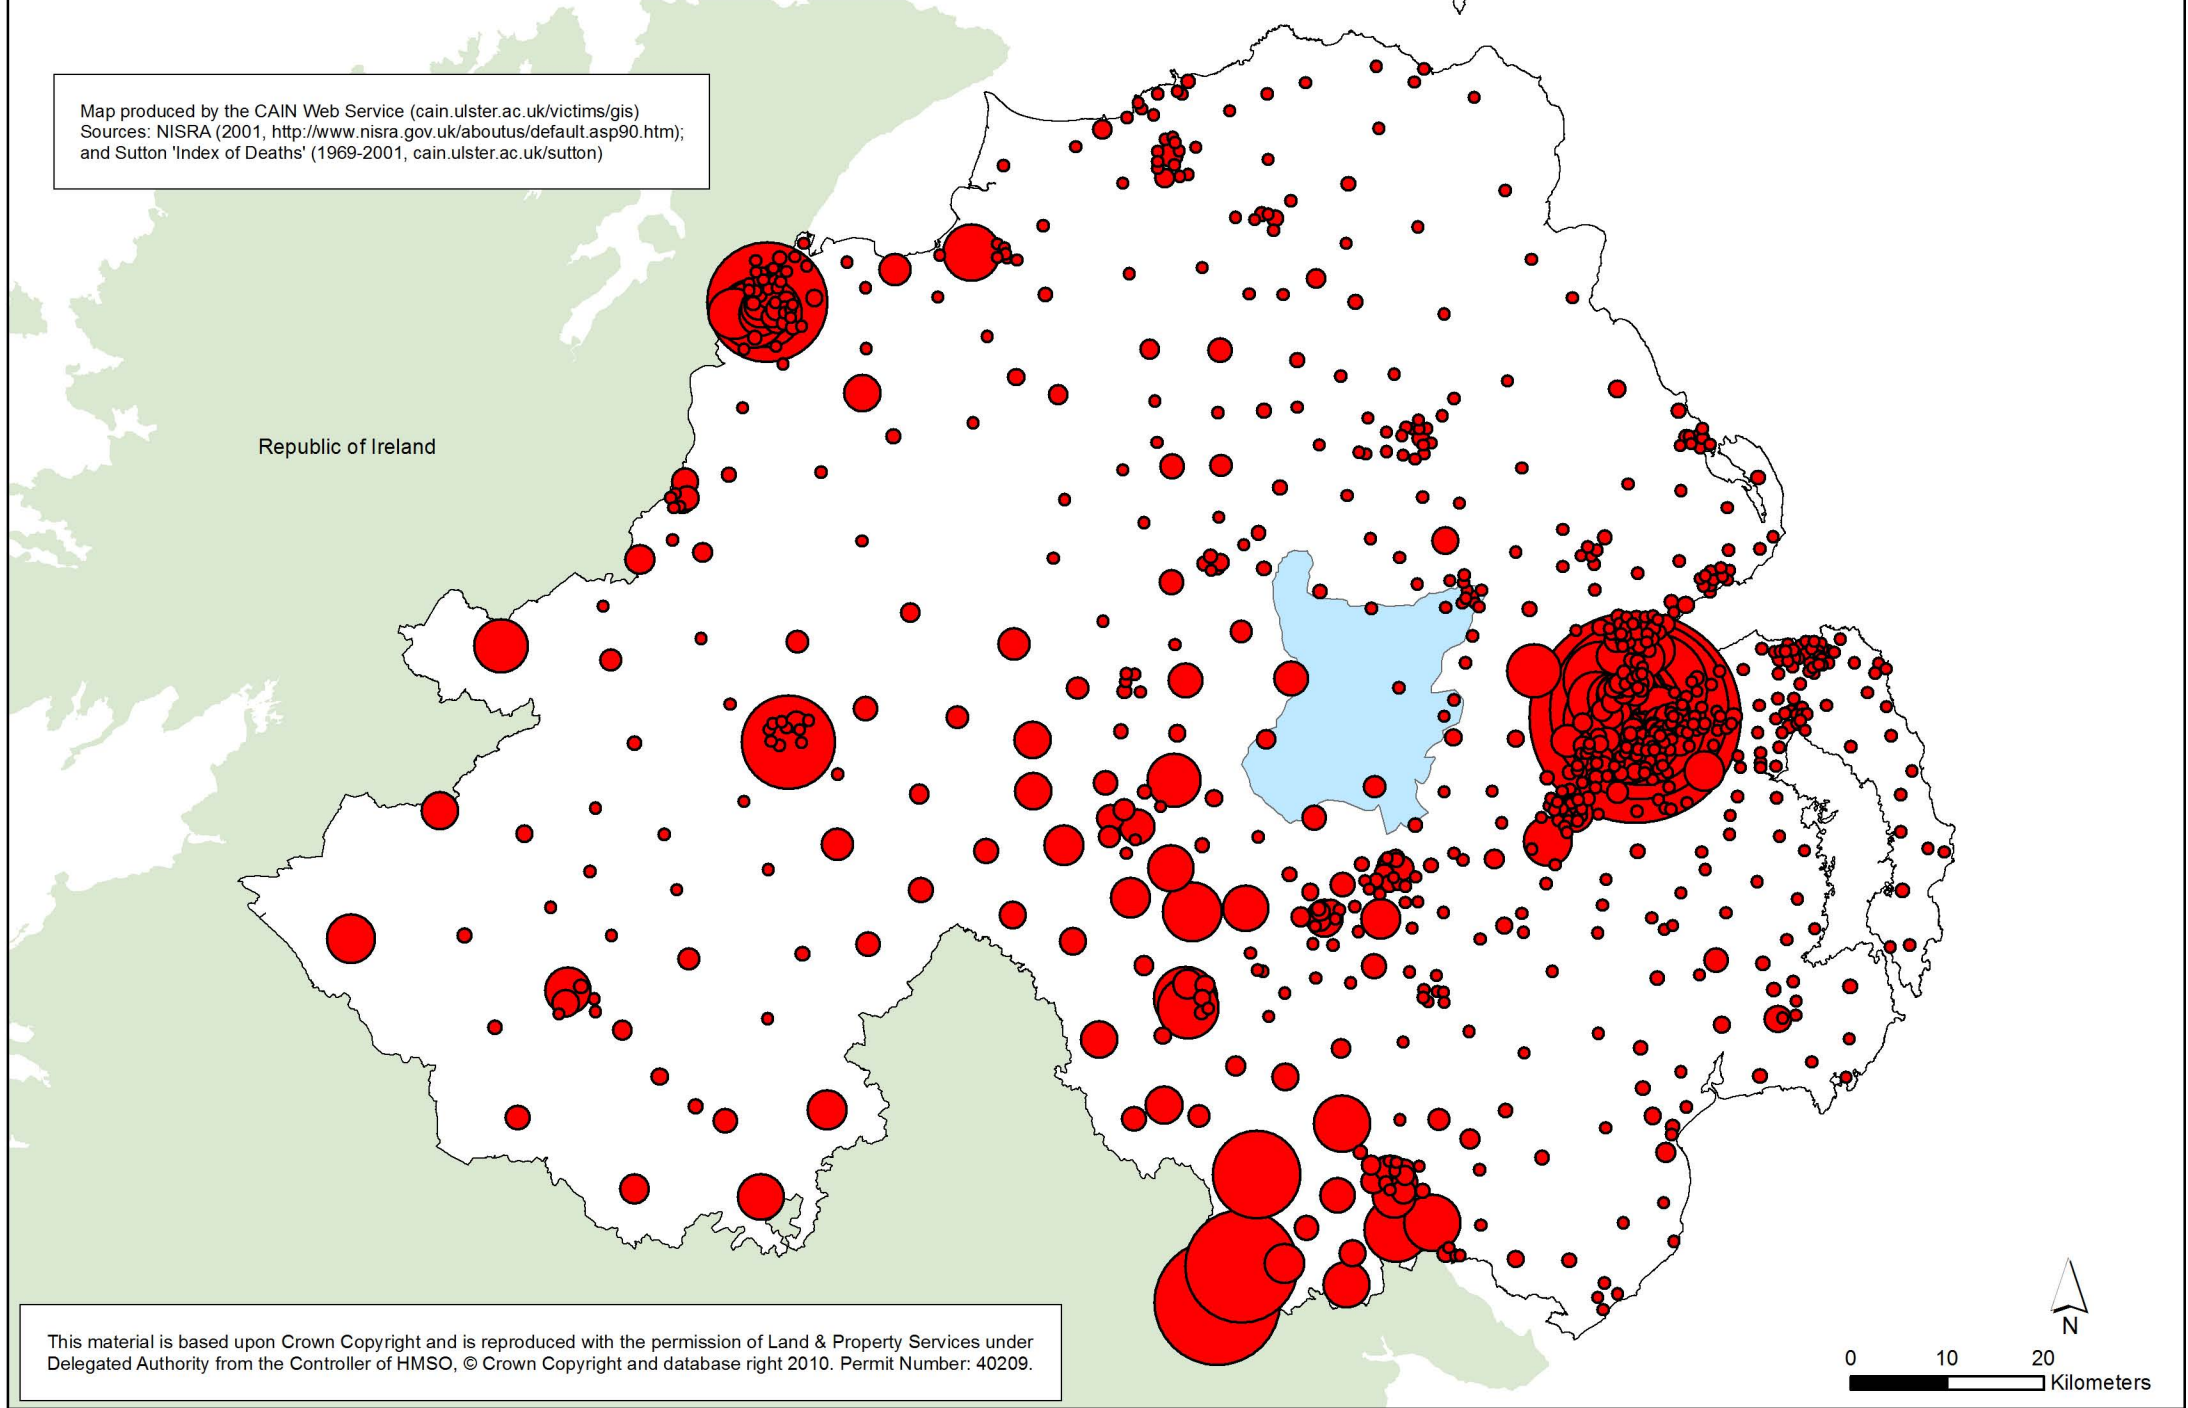 Map produced by the CAIN Web Service (cain.ulster.ac.uk/victims/gis)
Sources: NISRA (2001, http://www.nisra.gov.uk/aboutus/default.asp90.htm);
and Sutton 'Index of Deaths' (1969-2001, cain.ulster.ac.uk/sutton)
Republic of Ireland
This material is based upon Crown Copyright and is reproduced with the permission of Land & Property Services under
Delegated Authority from the Controller of HMSO, © Crown Copyright and database right 2010. Permit Number: 40209.
N
0 10 20
Kilometers